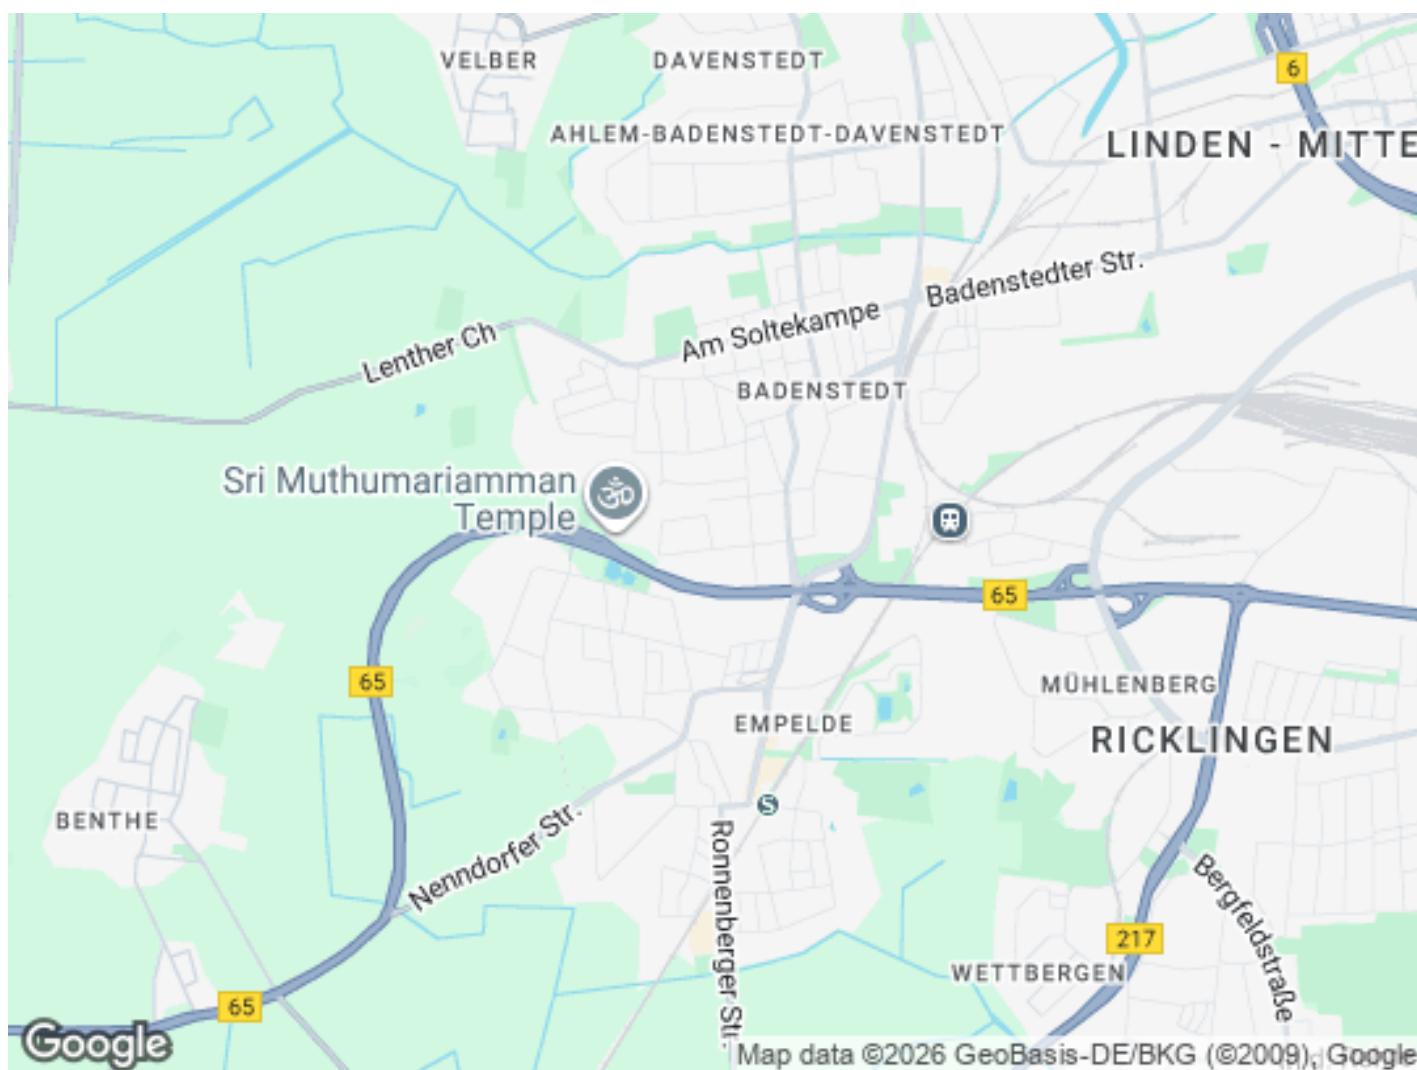 VELBER
DAVENSTEDT
6
AHLEM-BADENSTEDT-DAVENSTEDT
LINDEN - MITTE
Badenstedter Str.
Am Soltekampe
Lenther Ch
BADENSTEDT
Sri Muthumariamman
Temple
65
65
MÜHLENBERG
EMPELDE
RICKLINGEN
S
BENTHE
Nenndorfer Str.
Ronnenberger Str.
Bergfeldstraße
217
WETTBERGEN
65
Google
Map data ©2026 GeoBasis-DE/BKG (©2009), Google